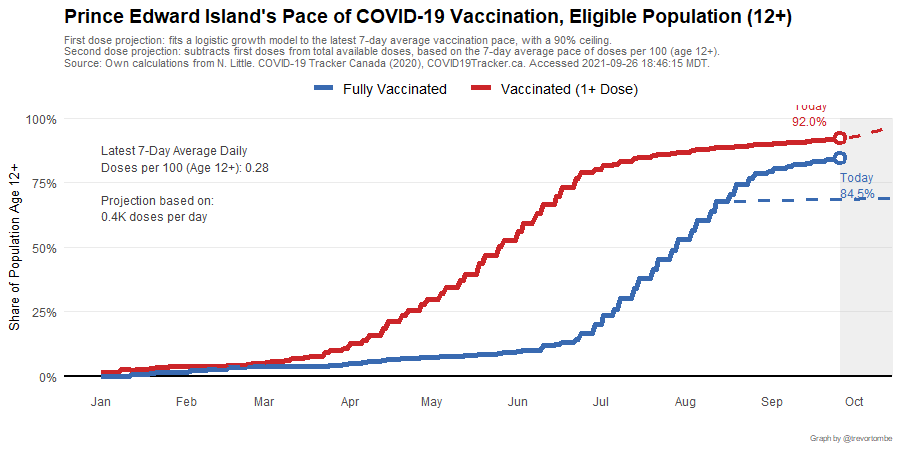 Prince Edward Island's Pace of COVID-19 Vaccination, Eligible Population (12+)
First dose projection: fits a logistic growth model to the latest 7-day average vaccination pace, with a 90% ceiling.
Second dose projection: subtracts first doses from total available doses, based on the 7-day average pace of doses per 100 (age 12+).
Source: Own calculations from N. Little. COVID-19 Tracker Canada (2020), COVID19Tracker.ca. Accessed 2021-09-26 18:46:15 MDT.
Fully Vaccinated
Vaccinated (1+ Dose)
Today
92.0%
100%
75%
50%
25%
0%
Share of Population Age 12+
Latest 7-Day Average Daily
Doses per 100 (Age 12+): 0.28
Projection based on:
0.4K doses per day
Today
84.5%
Jan Feb Mar Apr May Jun Jul Aug Sep Oct
Graph by @trevortombe